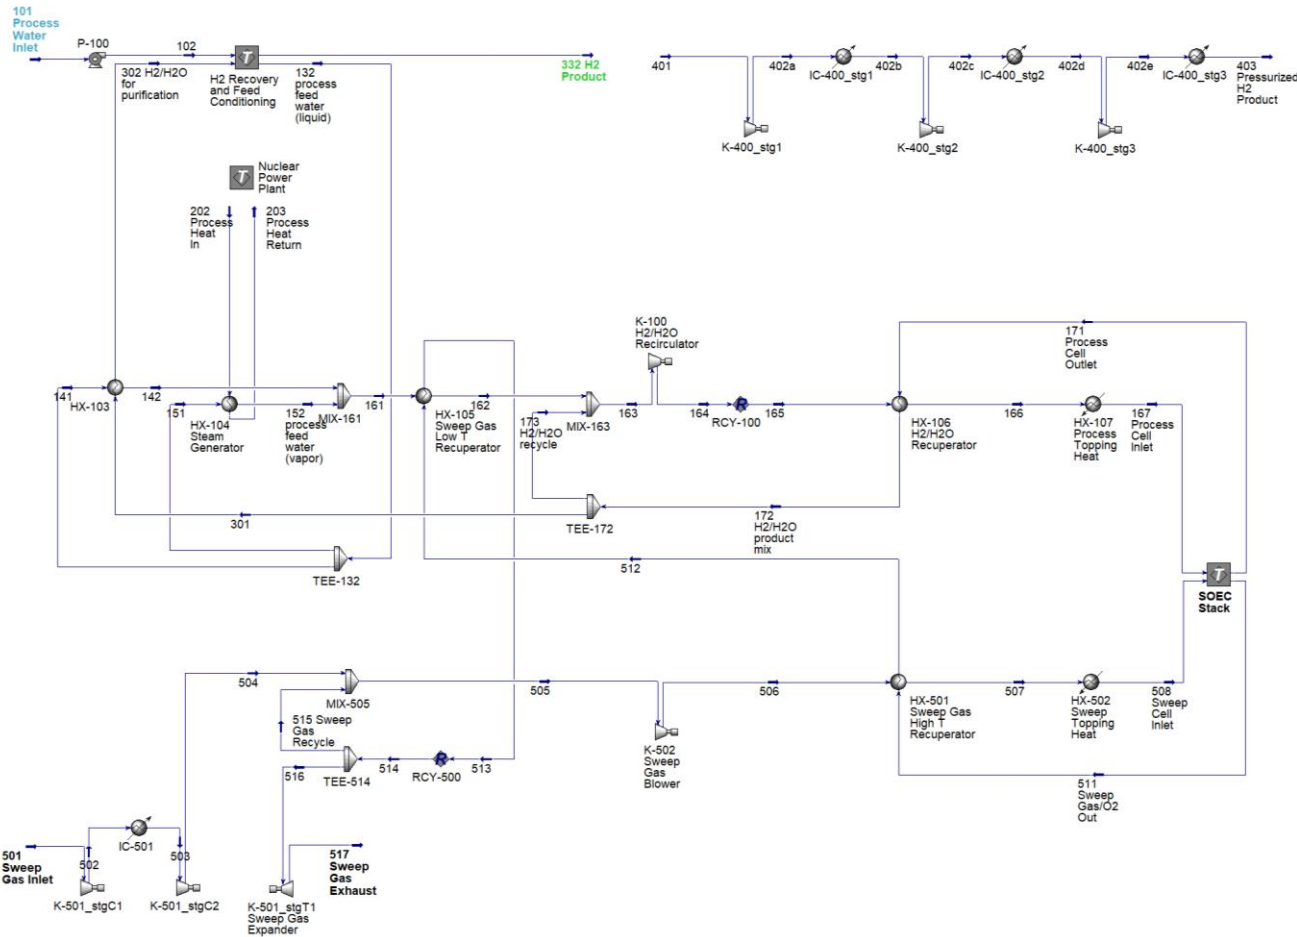 101
Process
Water
Inlet
P-100
102
302 H2/H2O
for
purification
T
H2 Recovery
and Feed
Conditioning
132
process
feed
water
(liquid)
332 H2
Product
401
402a
IC-400_stg1
402b
402c
IC-400_stg2
402d
402e
IC-400_stg3
403
Pressurized
H2
Product
K-400_stg1
K-400_stg2
K-400_stg3
T
Nuclear
Power
Plant
202
Process
Heat
In
203
Process
Heat
Return
K-100
H2/H2O
Recirculator
171
Process
Cell
Outlet
141
HX-103
142
151
HX-104
Steam
Generator
152
process
feed
water
(vapor)
MIX-161
161
HX-105
Sweep Gas
Low T
Recuperator
162
173
H2/H2O
recycle
MIX-163
163
164
R
RCY-100
165
HX-106
H2/H2O
Recuperator
166
HX-107
Process
Topping
Heat
167
Process
Cell
Inlet
301
TEE-172
172
H2/H2O
product
mix
TEE-132
512
T
SOEC
Stack
504
MIX-505
505
506
HX-501
Sweep Gas
High T
Recuperator
507
HX-502
Sweep
Topping
Heat
508
Sweep
Cell
Inlet
515 Sweep
Gas
Recycle
516
TEE-514
514
R
RCY-500
513
K-502
Sweep
Gas
Blower
511
Sweep
Gas/O2
Out
501
Sweep
Gas Inlet
502
IC-501
503
517
Sweep
Gas
Exhaust
K-501_stgC1
K-501_stgC2
K-501_stgT1
Sweep Gas
Expander